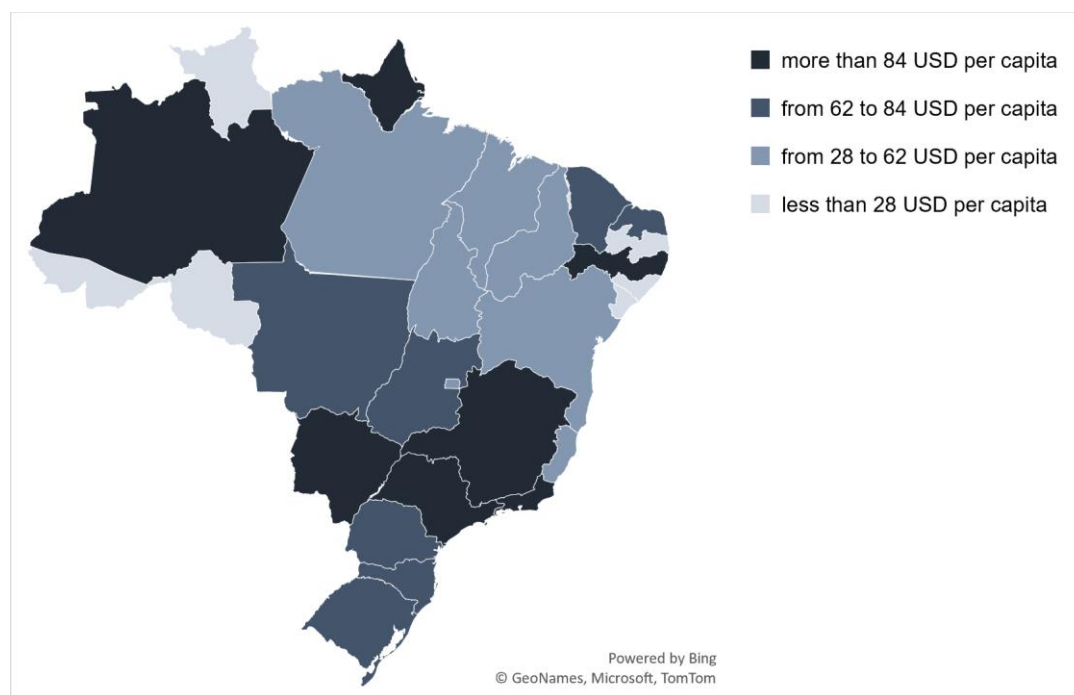 more than 84 USD per capita
from 62 to 84 USD per capita
from 28 to 62 USD per capita
less than 28 USD per capita
Powered by Bing
© GeoNames, Microsoft, TomTom